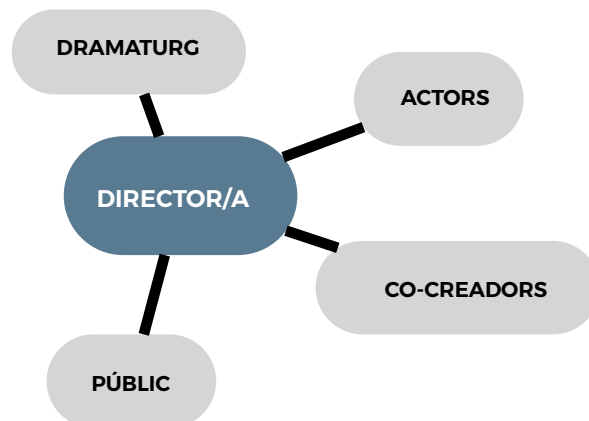 DRAMATURG
ACTORS
DIRECTOR/A
CO-CREADORS
PÚBLIC